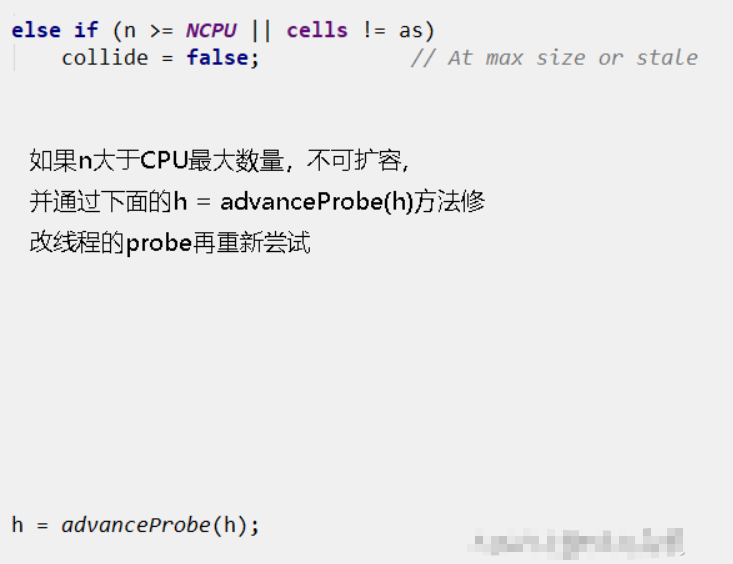 else if (n >= NCPU || cells != as)
collide = false; // At max size or stale
如果n大于CPU最大数量，不可扩容，
并通过下面的h = advanceProbe(h)方法修
改线程的probe再重新尝试
h = advanceProbe(h);